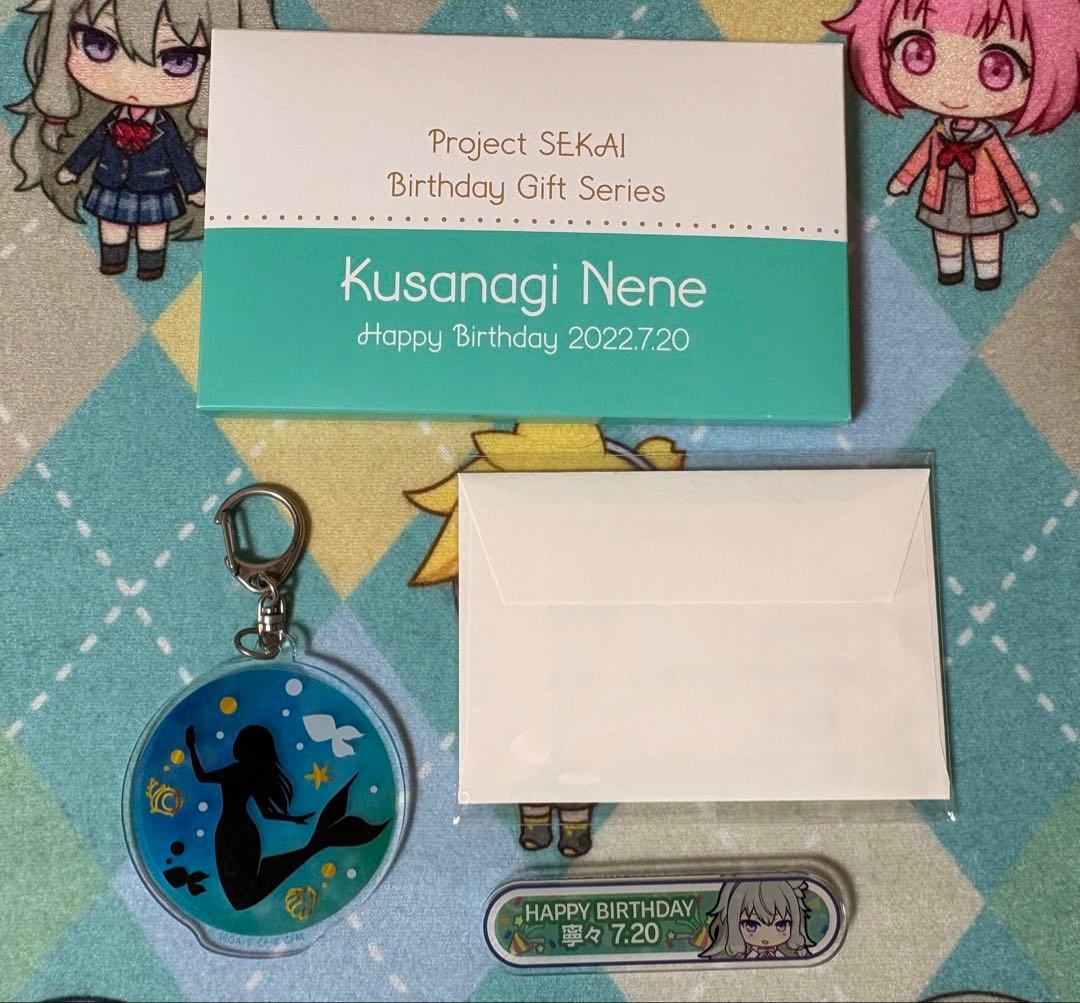 Project SEKAI
Birthday Gift Series
Kusanagi Nene
Happy Birthday 2022.7.20
HAPPY BIRTHDAY
寧々 7.20